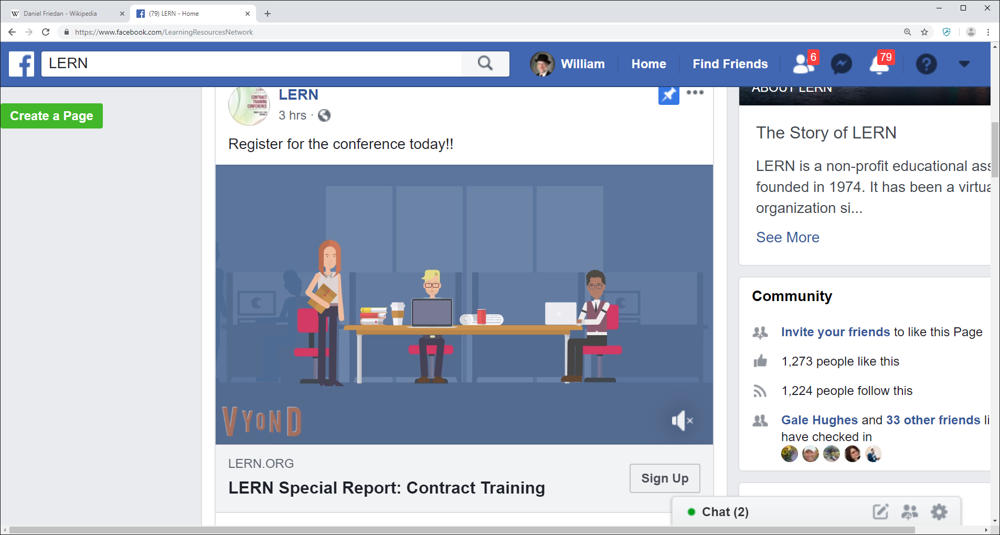 Daniel Friedan - Wikipedia
(79) LERN - Home
https://www.facebook.com/LearningResourcesNetwork
LERN
William
Home
Find Friends
6
79
Create a Page
LERN
3 hrs ·
Register for the conference today!!
CONTRACT
TRAINING
CONFERENCE
VYOND
LERN.ORG
LERN Special Report: Contract Training
Sign Up
ABOUT LERN
The Story of LERN
LERN is a non-profit educational ass
founded in 1974. It has been a virtua
organization si...
See More
Community
Invite your friends to like this Page
1,273 people like this
1,224 people follow this
Gale Hughes and 33 other friends li
have checked in
Chat (2)